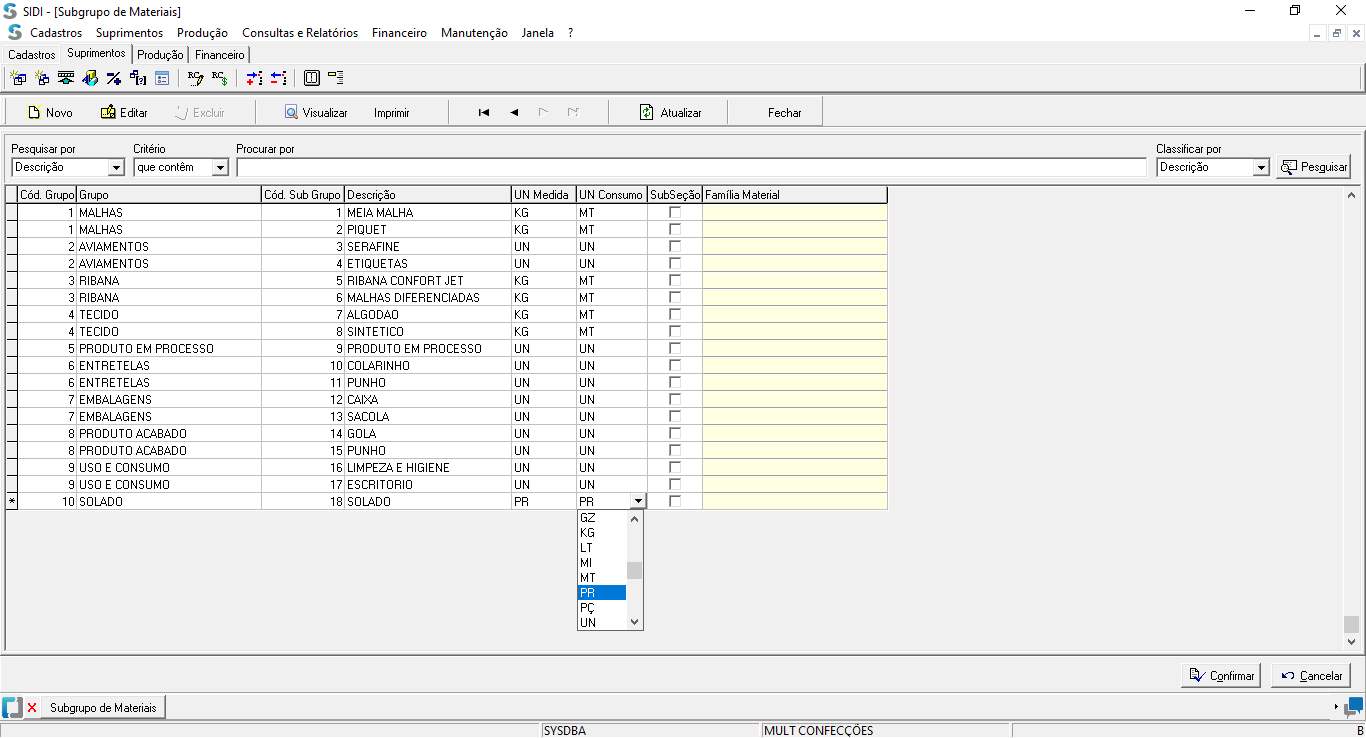 SIDI - [Subgrupo de Materiais]
Cadastros Suprimentos Produção Consultas e Relatórios Financeiro Manutenção Janela ?
Cadastros Suprimentos Produção Financeiro
Novo Editar Excluir Visualizar Imprimir Atualizar Fechar
Pesquisar por Critério Procurar por Classificar por
Descrição que contêm Descrição Pesquisar
Cód. Grupo Grupo Cód. Sub Grupo Descrição UN Medida UN Consumo SubSeção Família Material
1 MALHAS 1 MEIA MALHA KG MT
1 MALHAS 2 PIQUET KG MT
2 AVIAMENTOS 3 SERAFINE UN UN
2 AVIAMENTOS 4 ETIQUETAS UN UN
3 RIBANA 5 RIBANA CONFORT JET KG MT
3 RIBANA 6 MALHAS DIFERENCIADAS KG MT
4 TECIDO 7 ALGODAO KG MT
4 TECIDO 8 SINTETICO KG MT
5 PRODUTO EM PROCESSO 9 PRODUTO EM PROCESSO UN UN
6 ENTRETELAS 10 COLARINHO UN UN
6 ENTRETELAS 11 PUNHO UN UN
7 EMBALAGENS 12 CAIXA UN UN
7 EMBALAGENS 13 SACOLA UN UN
8 PRODUTO ACABADO 14 GOLA UN UN
8 PRODUTO ACABADO 15 PUNHO UN UN
9 USO E CONSUMO 16 LIMPEZA E HIGIENE UN UN
9 USO E CONSUMO 17 ESCRITORIO UN UN
* 10 SOLADO 18 SOLADO PR PR
GZ
KG
LT
MI
MT
PR
PÇ
UN
Confirmar Cancelar
Subgrupo de Materiais
SYSDBA MULT CONFECÇÕES B